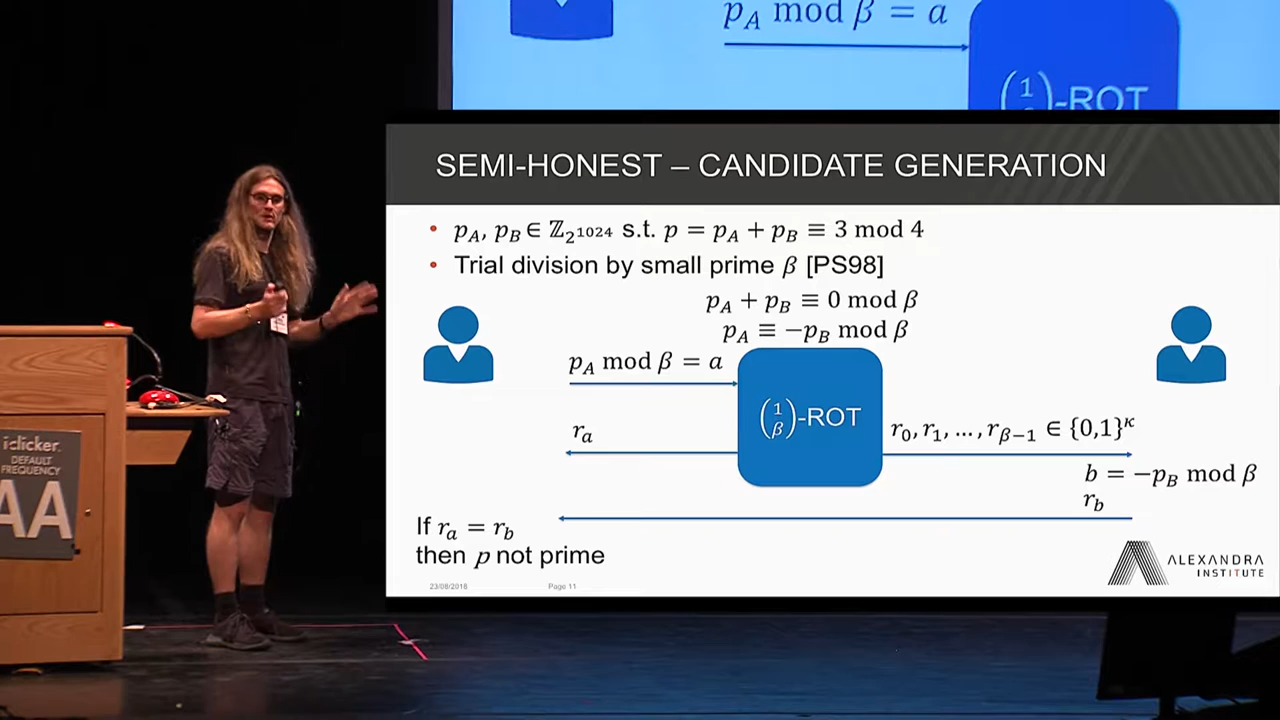 p_A mod β = a
(1
)-ROT
SEMI-HONEST – CANDIDATE GENERATION
• p_A, p_B ∈ ℤ_2^1024 s.t. p = p_A + p_B ≡ 3 mod 4
• Trial division by small prime β [PS98]
p_A + p_B ≡ 0 mod β
p_A ≡ −p_B mod β
p_A mod β = a
(1 β)-ROT
r_a
r_0, r_1, … , r_β−1 ∈ {0,1}^κ
b = −p_B mod β
r_b
If r_a = r_b
then p not prime
23/08/2018
Page 11
ALEXANDRA
INSTITUTE
iclicker.
DEFAULT
FREQUENCY
AA